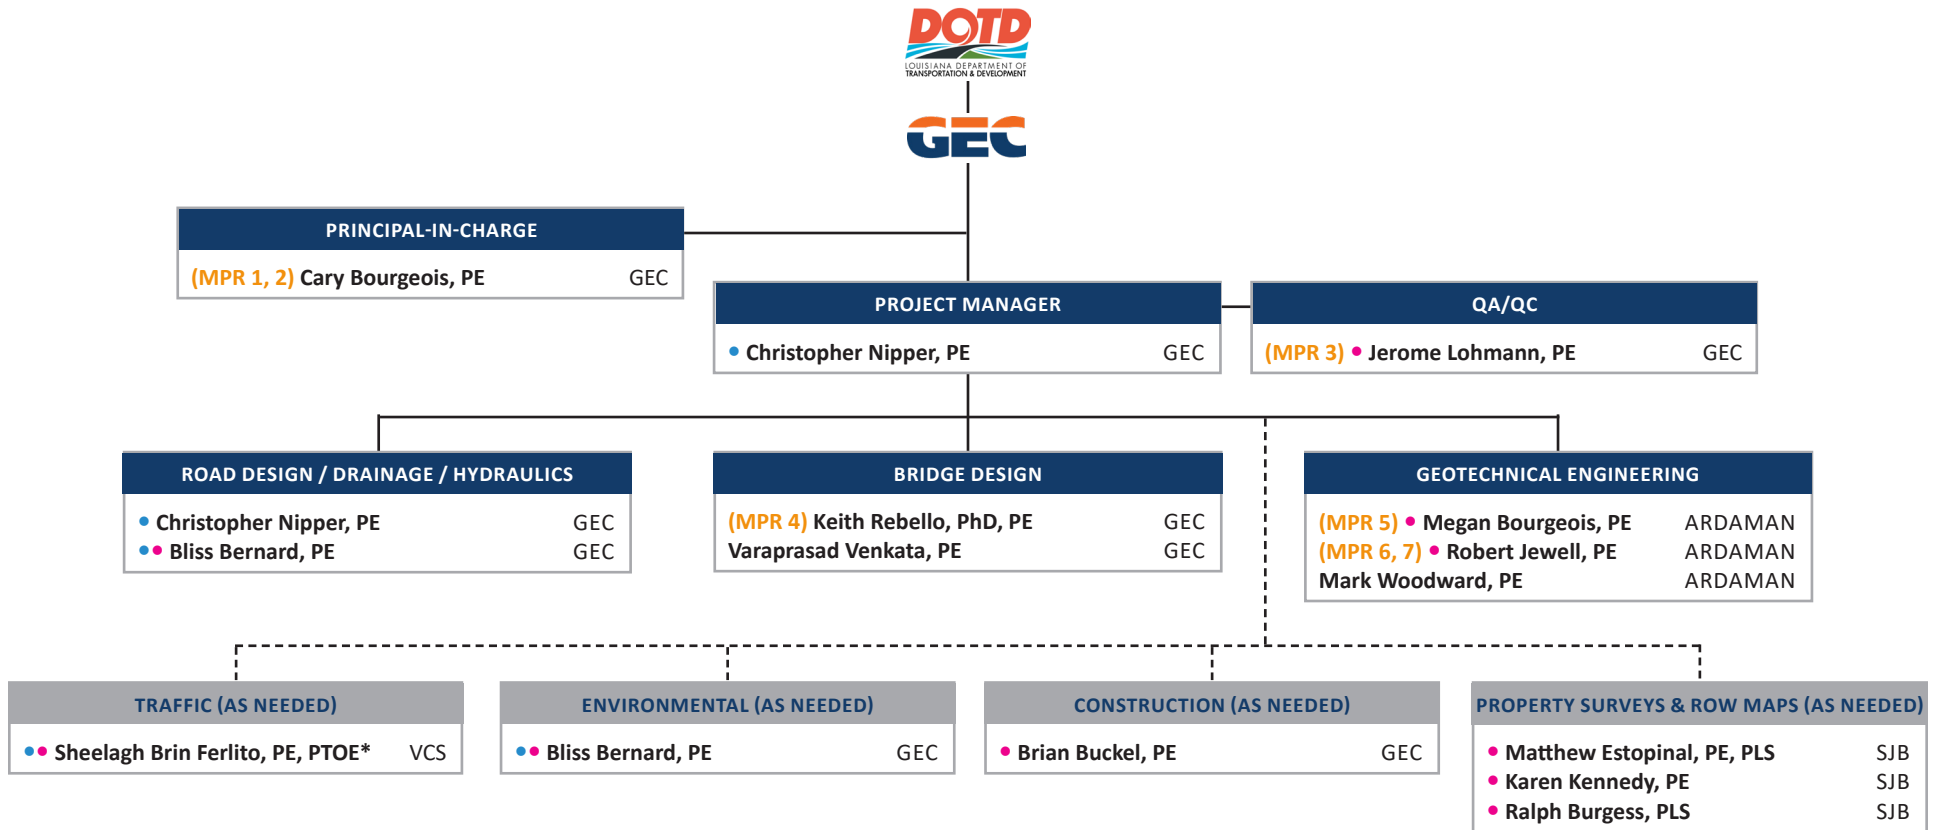 DOTD
LOUISIANA DEPARTMENT OF
TRANSPORTATION & DEVELOPMENT
GEC
PRINCIPAL-IN-CHARGE
(MPR 1, 2) Cary Bourgeois, PE GEC
PROJECT MANAGER
• Christopher Nipper, PE GEC
QA/QC
(MPR 3) • Jerome Lohmann, PE GEC
ROAD DESIGN / DRAINAGE / HYDRAULICS
• Christopher Nipper, PE GEC
•• Bliss Bernard, PE GEC
BRIDGE DESIGN
(MPR 4) Keith Rebello, PhD, PE GEC
Varaprasad Venkata, PE GEC
GEOTECHNICAL ENGINEERING
(MPR 5) • Megan Bourgeois, PE ARDAMAN
(MPR 6, 7) • Robert Jewell, PE ARDAMAN
Mark Woodward, PE ARDAMAN
TRAFFIC (AS NEEDED)
•• Sheelagh Brin Ferlito, PE, PTOE* VCS
ENVIRONMENTAL (AS NEEDED)
•• Bliss Bernard, PE GEC
CONSTRUCTION (AS NEEDED)
• Brian Buckel, PE GEC
PROPERTY SURVEYS & ROW MAPS (AS NEEDED)
• Matthew Estopinal, PE, PLS SJB
• Karen Kennedy, PE SJB
• Ralph Burgess, PLS SJB